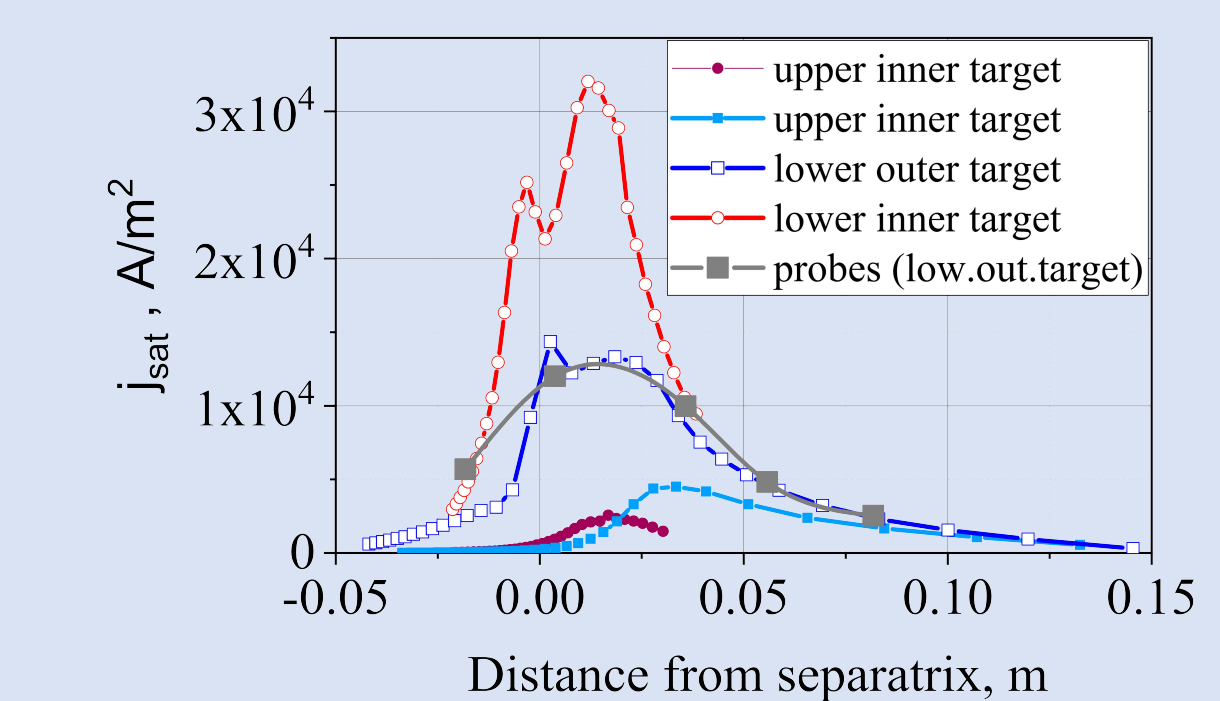 upper inner target
upper inner target
lower outer target
lower inner target
probes (low.out.target)
3x10⁴
2x10⁴
1x10⁴
0
j_sat , A/m²
-0.05 0.00 0.05 0.10 0.15
Distance from separatrix, m